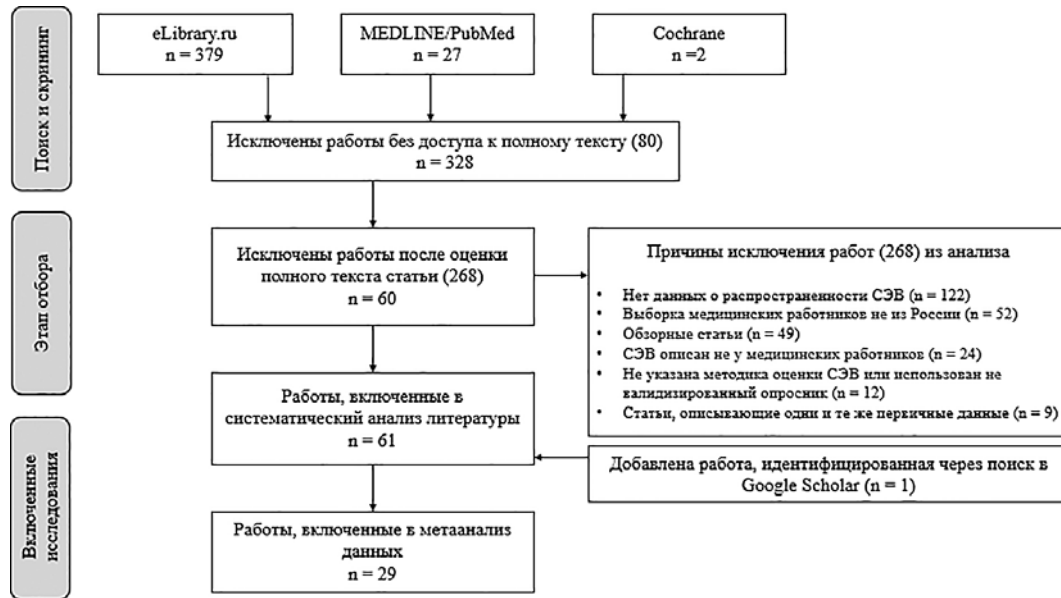 Поиск и скрининг
eLibrary.ru
n = 379
MEDLINE/PubMed
n = 27
Cochrane
n =2
Исключены работы без доступа к полному тексту (80)
n = 328
Этап отбора
Исключены работы после оценки
полного текста статьи (268)
n = 60
Причины исключения работ (268) из анализа
• Нет данных о распространенности СЭВ (n = 122)
• Выборка медицинских работников не из России (n = 52)
• Обзорные статьи (n = 49)
• СЭВ описан не у медицинских работников (n = 24)
• Не указана методика оценки СЭВ или использован не
валидизированный опросник (n = 12)
• Статьи, описывающие одни и те же первичные данные (n = 9)
Работы, включенные в
систематический анализ литературы
n = 61
Включенные
исследования
Добавлена работа, идентифицированная через поиск в
Google Scholar (n = 1)
Работы, включенные в метаанализ
данных
n = 29